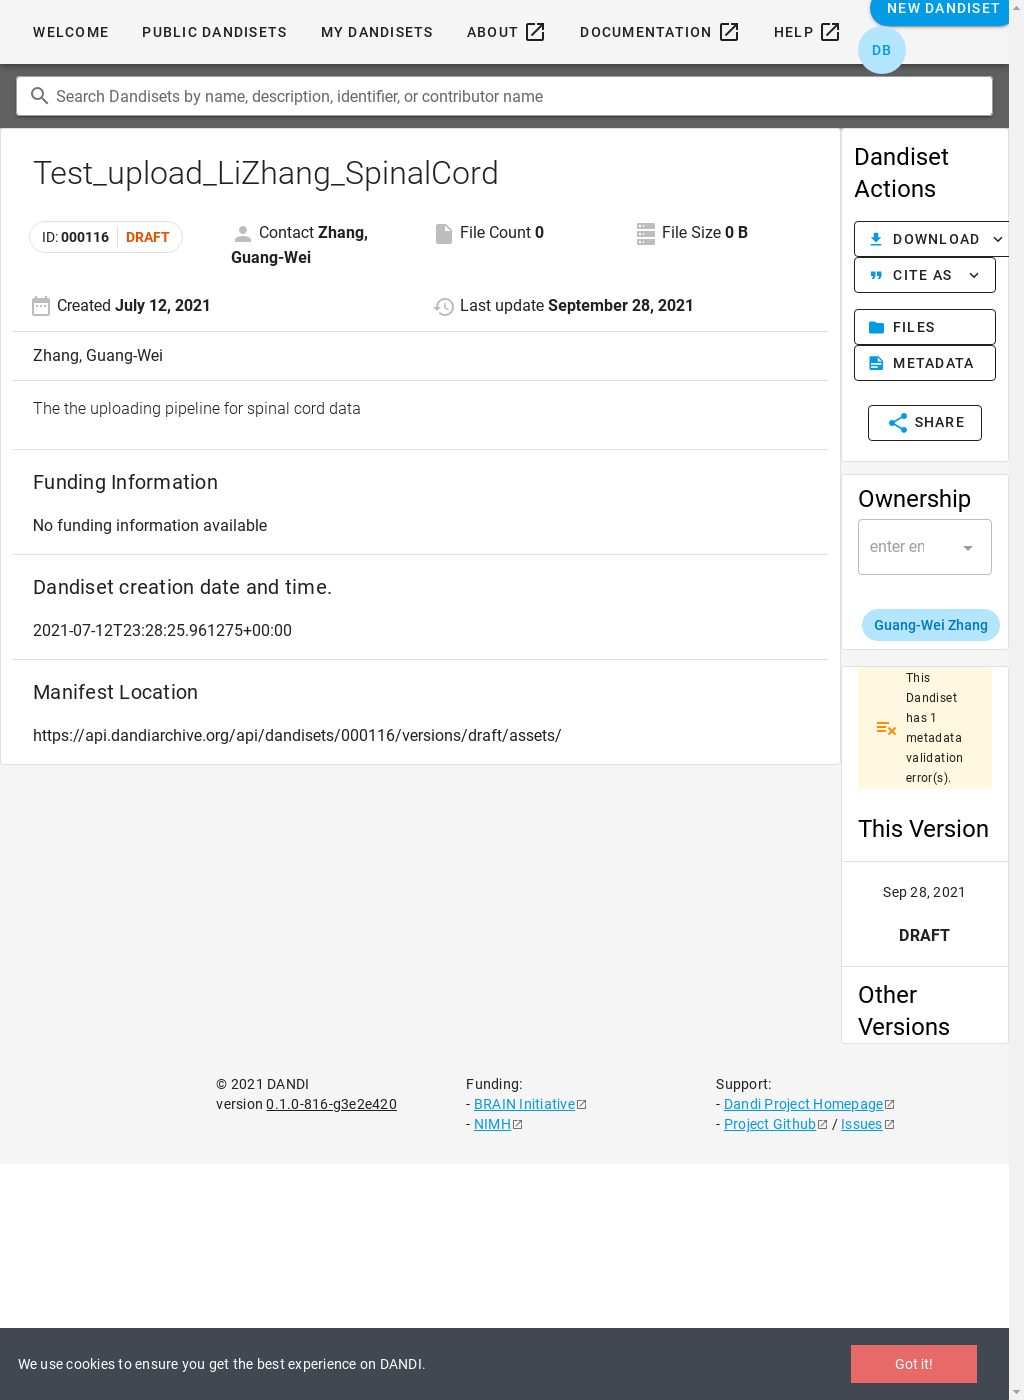 WELCOME PUBLIC DANDISETS MY DANDISETS ABOUT DOCUMENTATION HELP NEW DANDISET
DB
Search Dandisets by name, description, identifier, or contributor name
Test_upload_LiZhang_SpinalCord
ID: 000116 DRAFT
Contact Zhang,
Guang-Wei
File Count 0
File Size 0 B
Created July 12, 2021
Last update September 28, 2021
Zhang, Guang-Wei
The the uploading pipeline for spinal cord data
Funding Information
No funding information available
Dandiset creation date and time.
2021-07-12T23:28:25.961275+00:00
Manifest Location
https://api.dandiarchive.org/api/dandisets/000116/versions/draft/assets/
Dandiset
Actions
DOWNLOAD
CITE AS
FILES
METADATA
SHARE
Ownership
enter en
Guang-Wei Zhang
This
Dandiset
has 1
metadata
validation
error(s).
This Version
Sep 28, 2021
DRAFT
Other
Versions
© 2021 DANDI
version 0.1.0-816-g3e2e420
Funding:
- BRAIN Initiative
- NIMH
Support:
- Dandi Project Homepage
- Project Github / Issues
We use cookies to ensure you get the best experience on DANDI.
Got it!